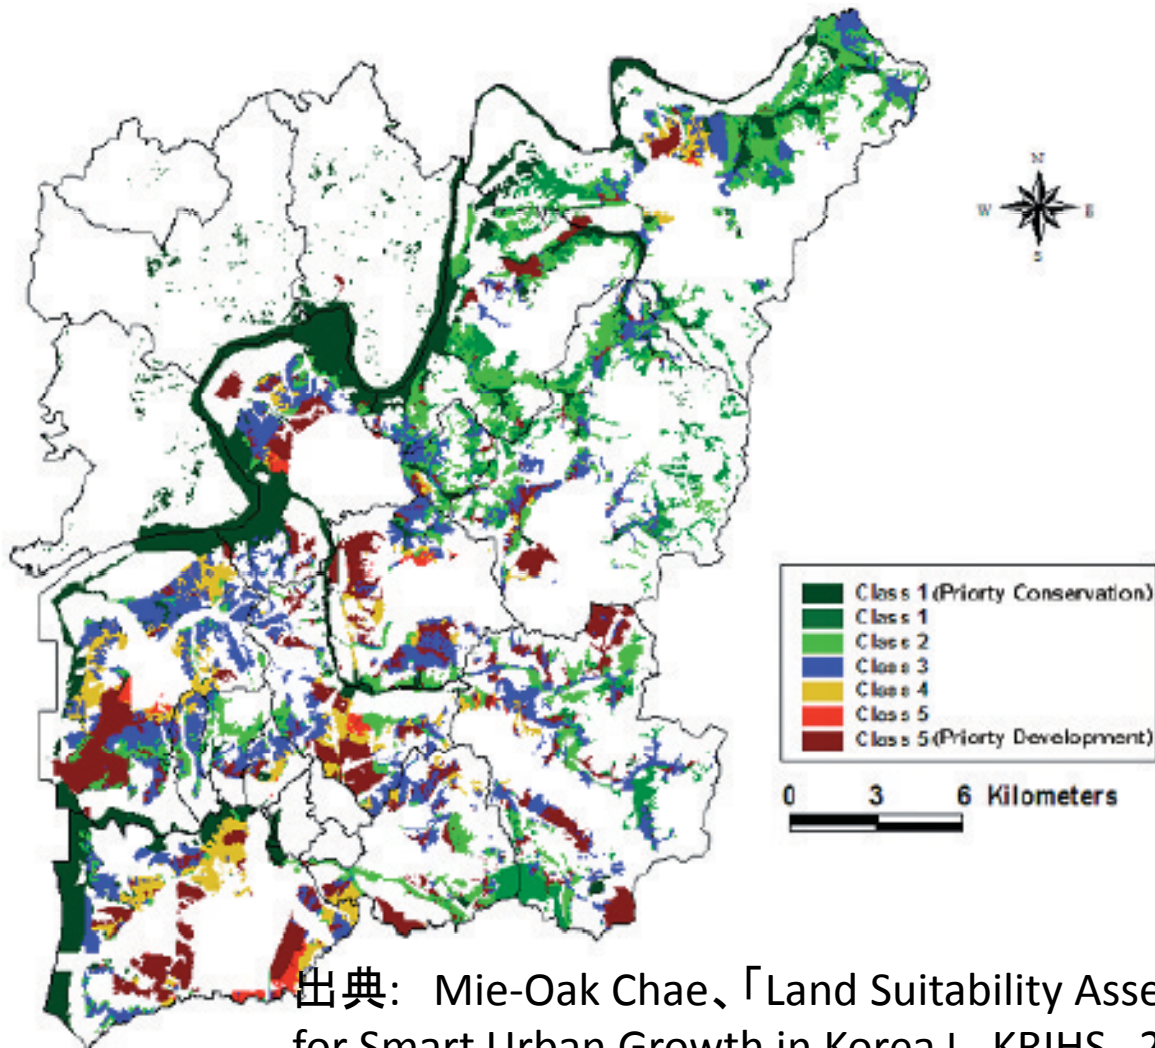 N
W E
S
Class 1 (Priorty Conservation)
Class 1
Class 2
Class 3
Class 4
Class 5
Class 5 (Priorty Development)
0 3 6 Kilometers
出典: Mie-Oak Chae、「Land Suitability Asse
for Smart Urban Growth in Korea」、KRIHS、2